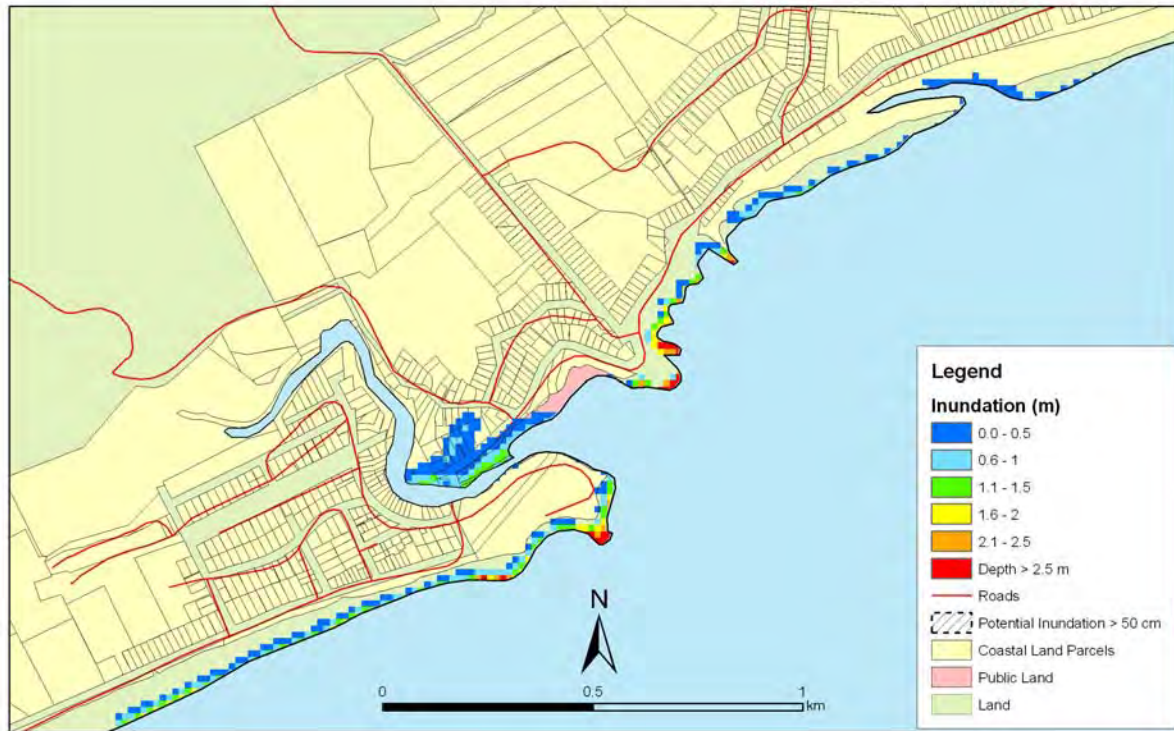 N
0 0.5 1
km
Legend
Inundation (m)
0.0 - 0.5
0.6 - 1
1.1 - 1.5
1.6 - 2
2.1 - 2.5
Depth > 2.5 m
Roads
Potential Inundation > 50 cm
Coastal Land Parcels
Public Land
Land